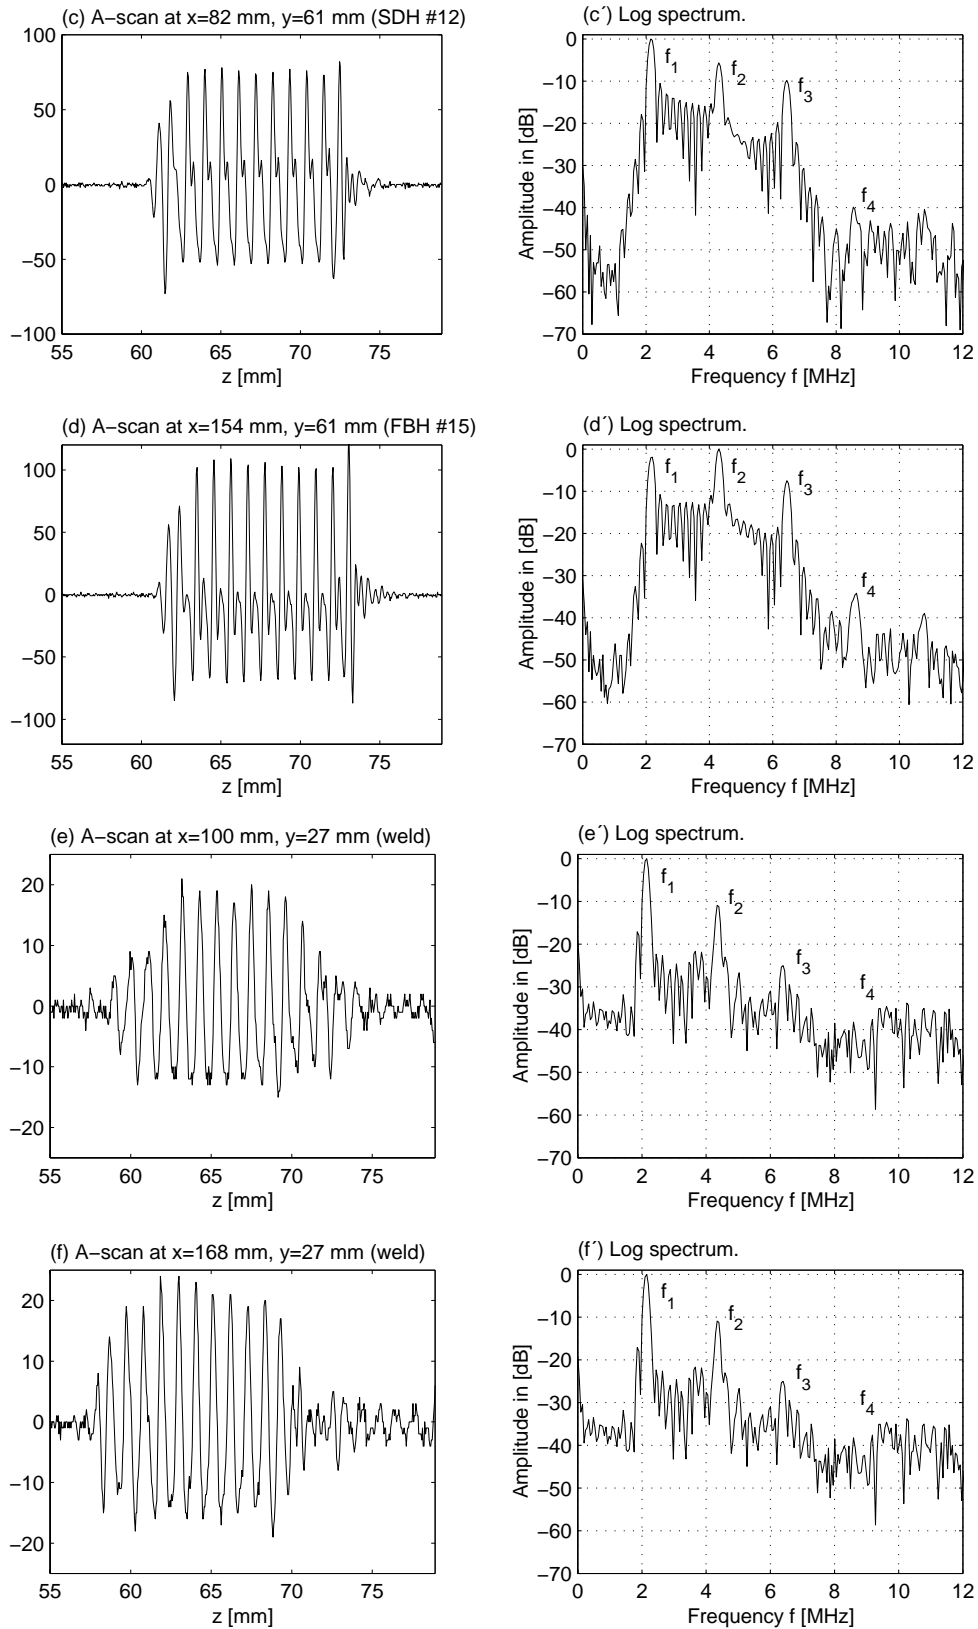 (c) A−scan at x=82 mm, y=61 mm (SDH #12)
100
50
0
−50
−100
55 60 65 70 75
z [mm]
(c´) Log spectrum.
f1
f2
f3
f4
0
−10
−20
−30
−40
−50
−60
−70
Amplitude in [dB]
0 2 4 6 8 10 12
Frequency f [MHz]
(d) A−scan at x=154 mm, y=61 mm (FBH #15)
100
50
0
−50
−100
55 60 65 70 75
z [mm]
(d´) Log spectrum.
f1
f2
f3
f4
0
−10
−20
−30
−40
−50
−60
−70
Amplitude in [dB]
0 2 4 6 8 10 12
Frequency f [MHz]
(e) A−scan at x=100 mm, y=27 mm (weld)
20
10
0
−10
−20
55 60 65 70 75
z [mm]
(e´) Log spectrum.
f1
f2
f3
f4
0
−10
−20
−30
−40
−50
−60
−70
Amplitude in [dB]
0 2 4 6 8 10 12
Frequency f [MHz]
(f) A−scan at x=168 mm, y=27 mm (weld)
20
10
0
−10
−20
55 60 65 70 75
z [mm]
(f´) Log spectrum.
f1
f2
f3
f4
0
−10
−20
−30
−40
−50
−60
−70
Amplitude in [dB]
0 2 4 6 8 10 12
Frequency f [MHz]